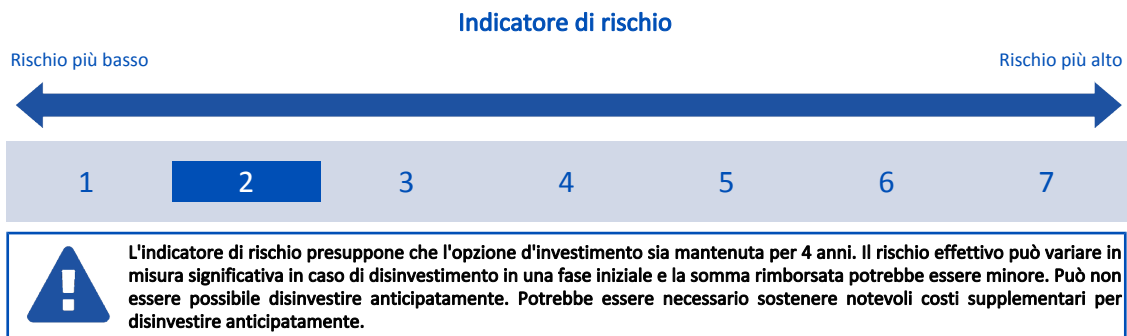 Indicatore di rischio
Rischio più basso
Rischio più alto
1 2 3 4 5 6 7
L'indicatore di rischio presuppone che l'opzione d'investimento sia mantenuta per 4 anni. Il rischio effettivo può variare in
misura significativa in caso di disinvestimento in una fase iniziale e la somma rimborsata potrebbe essere minore. Può non
essere possibile disinvestire anticipatamente. Potrebbe essere necessario sostenere notevoli costi supplementari per
disinvestire anticipatamente.